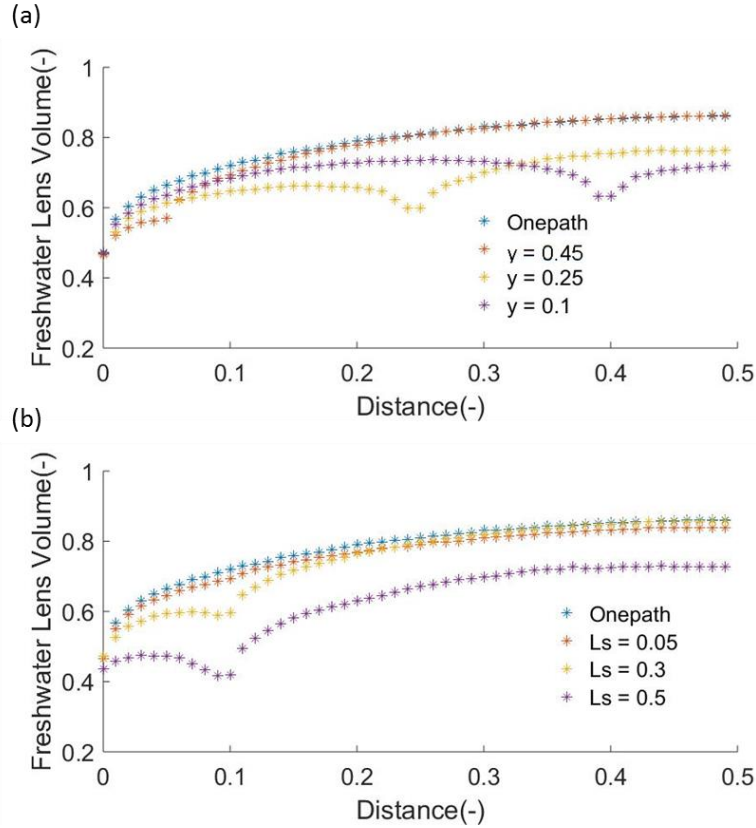 (a)
Freshwater Lens Volume(-)
1
0.8
0.6
0.4
0.2
0
0.1
0.2
0.3
0.4
0.5
Distance(-)
Onepath
y = 0.45
y = 0.25
y = 0.1
(b)
Freshwater Lens Volume(-)
1
0.8
0.6
0.4
0.2
0
0.1
0.2
0.3
0.4
0.5
Distance(-)
Onepath
Ls = 0.05
Ls = 0.3
Ls = 0.5